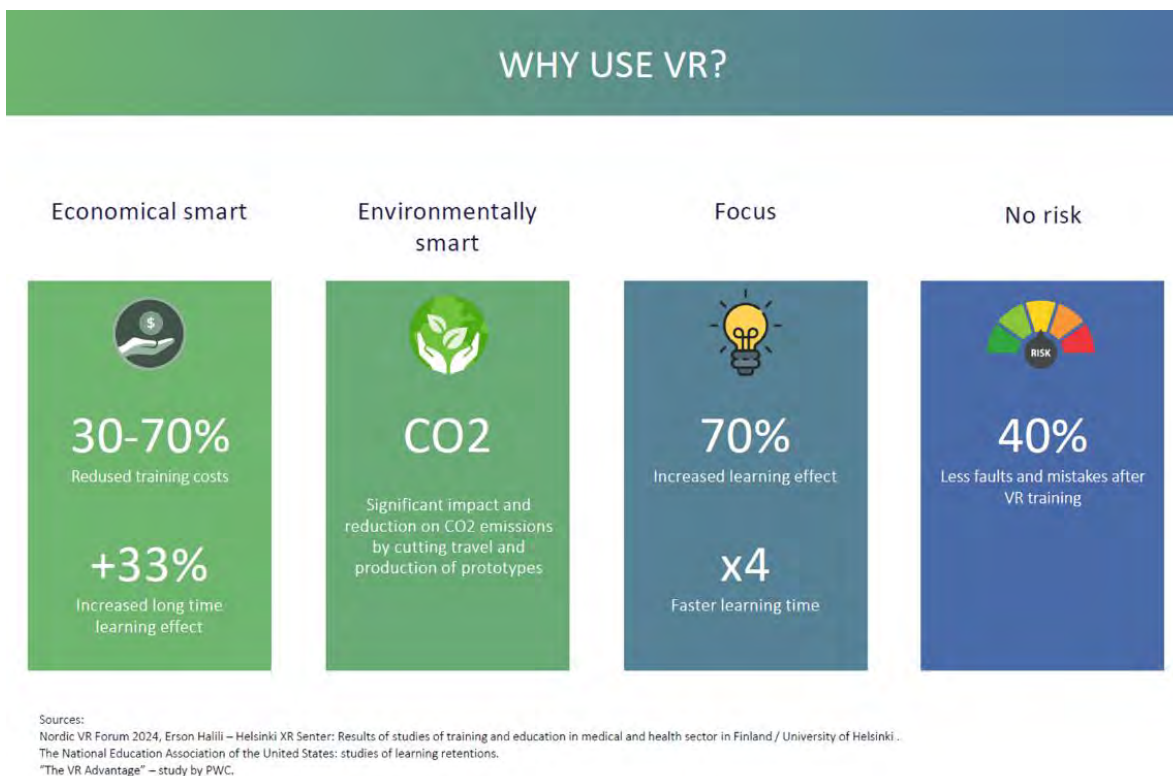 WHY USE VR?
Economical smart
Environmentally
smart
Focus
No risk
$
30-70%
Redused training costs
+33%
Increased long time
learning effect
CO2
Significant impact and
reduction on CO2 emissions
by cutting travel and
production of prototypes
70%
Increased learning effect
x4
Faster learning time
RISK
40%
Less faults and mistakes after
VR training
Sources:
Nordic VR Forum 2024, Erson Halili – Helsinki XR Senter: Results of studies of training and education in medical and health sector in Finland / University of Helsinki .
The National Education Association of the United States: studies of learning retentions.
"The VR Advantage" – study by PWC.